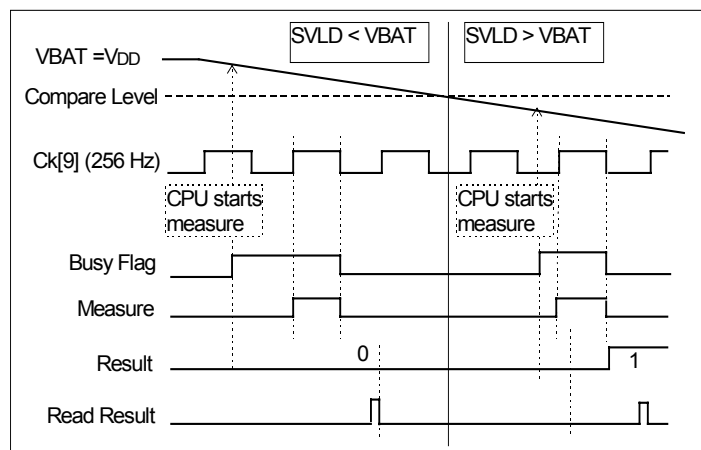 SVLD < VBAT
SVLD > VBAT
VBAT =VDD
Compare Level
Ck[9] (256 Hz)
CPU starts
measure
CPU starts
measure
Busy Flag
Measure
Result
0
1
Read Result